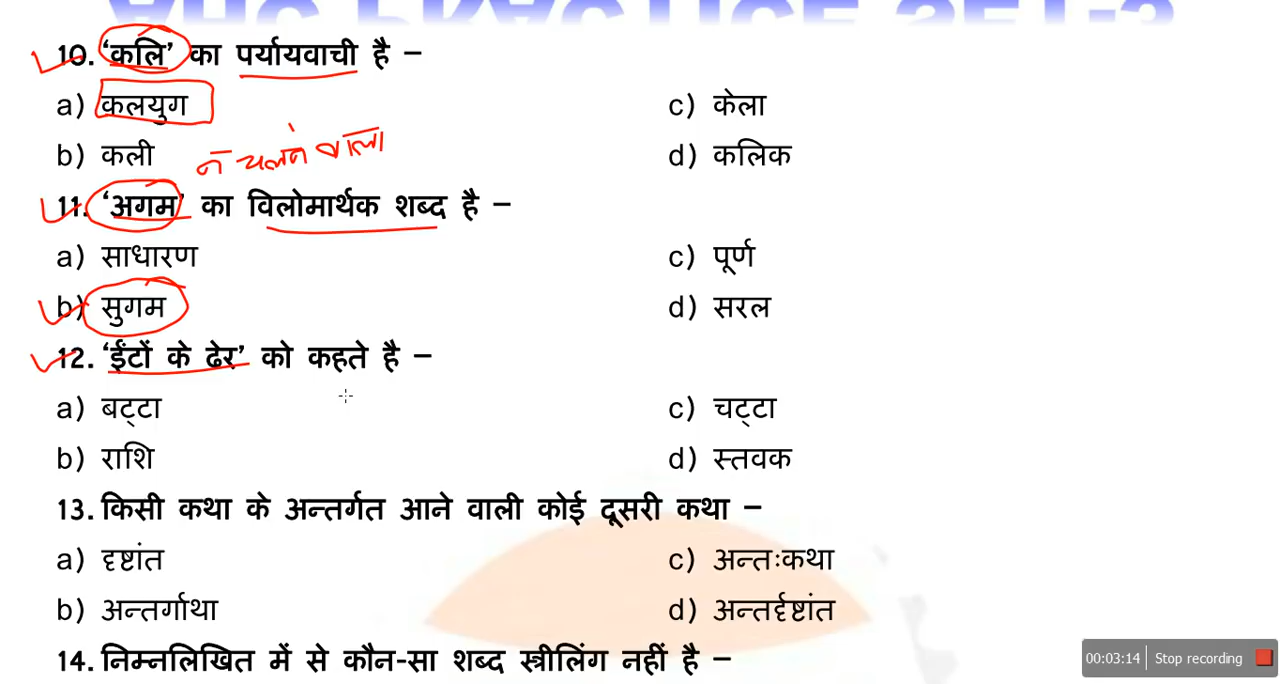 10. 'कलि' का पर्यायवाची है –
a) कलयुग
c) केला
b) कली
d) कलिक
न चलने वाला
11. 'अगम' का विलोमार्थक शब्द है –
a) साधारण
c) पूर्ण
b) सुगम
d) सरल
12. 'ईंटों के ढेर' को कहते है –
a) बट्टा
c) चट्टा
b) राशि
d) स्तवक
13. किसी कथा के अन्तर्गत आने वाली कोई दूसरी कथा –
a) दृष्टांत
c) अन्तःकथा
b) अन्तर्गाथा
d) अन्तर्दृष्टांत
14. निम्नलिखित में से कौन-सा शब्द स्त्रीलिंग नहीं है –
00:03:14 Stop recording